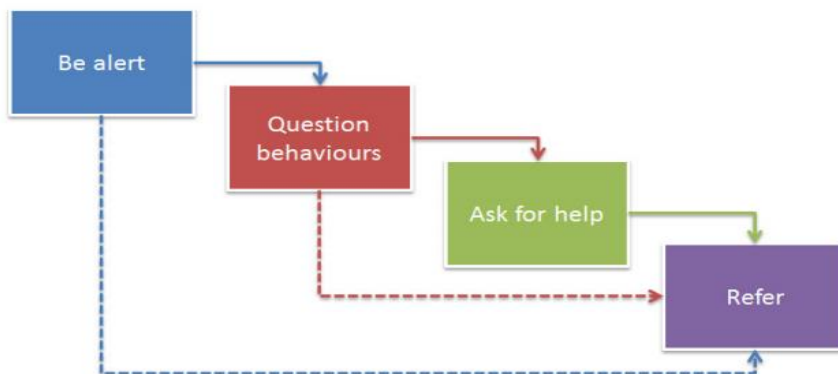 Be alert
Question
behaviours
Ask for help
Refer